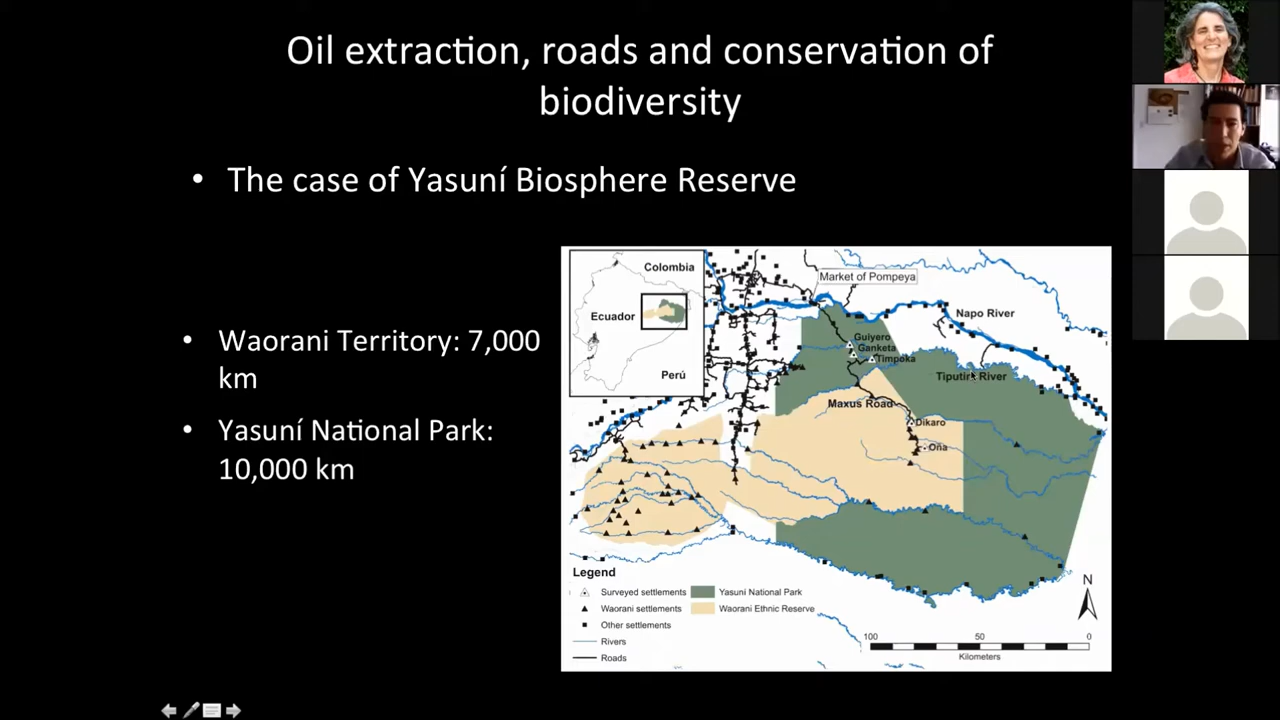 Oil extraction, roads and conservation of
biodiversity
• The case of Yasuní Biosphere Reserve
• Waorani Territory: 7,000
km
• Yasuní National Park:
10,000 km
Colombia
Ecuador
Perú
Market of Pompeya
Napo River
Guiyero
Ganketa
Timpoka
Tiputini River
Maxus Road
Dikaro
Oña
Legend
Surveyed settlements
Yasuní National Park
Waorani settlements
Waorani Ethnic Reserve
Other settlements
Rivers
Roads
N
100 50 0
Kilometers